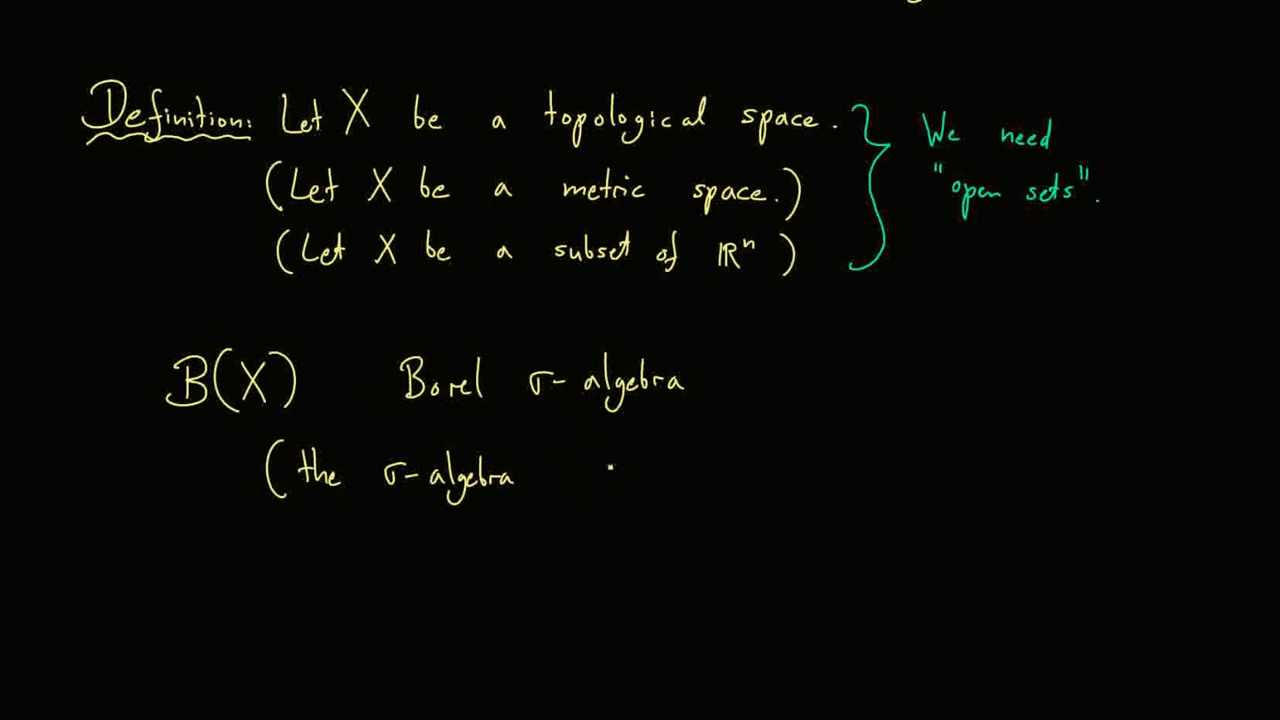 Definition: Let X be a topological space.
(Let X be a metric space.)
(Let X be a subset of ℝⁿ)
We need
"open sets".
B(X) Borel σ-algebra
(the σ-algebra